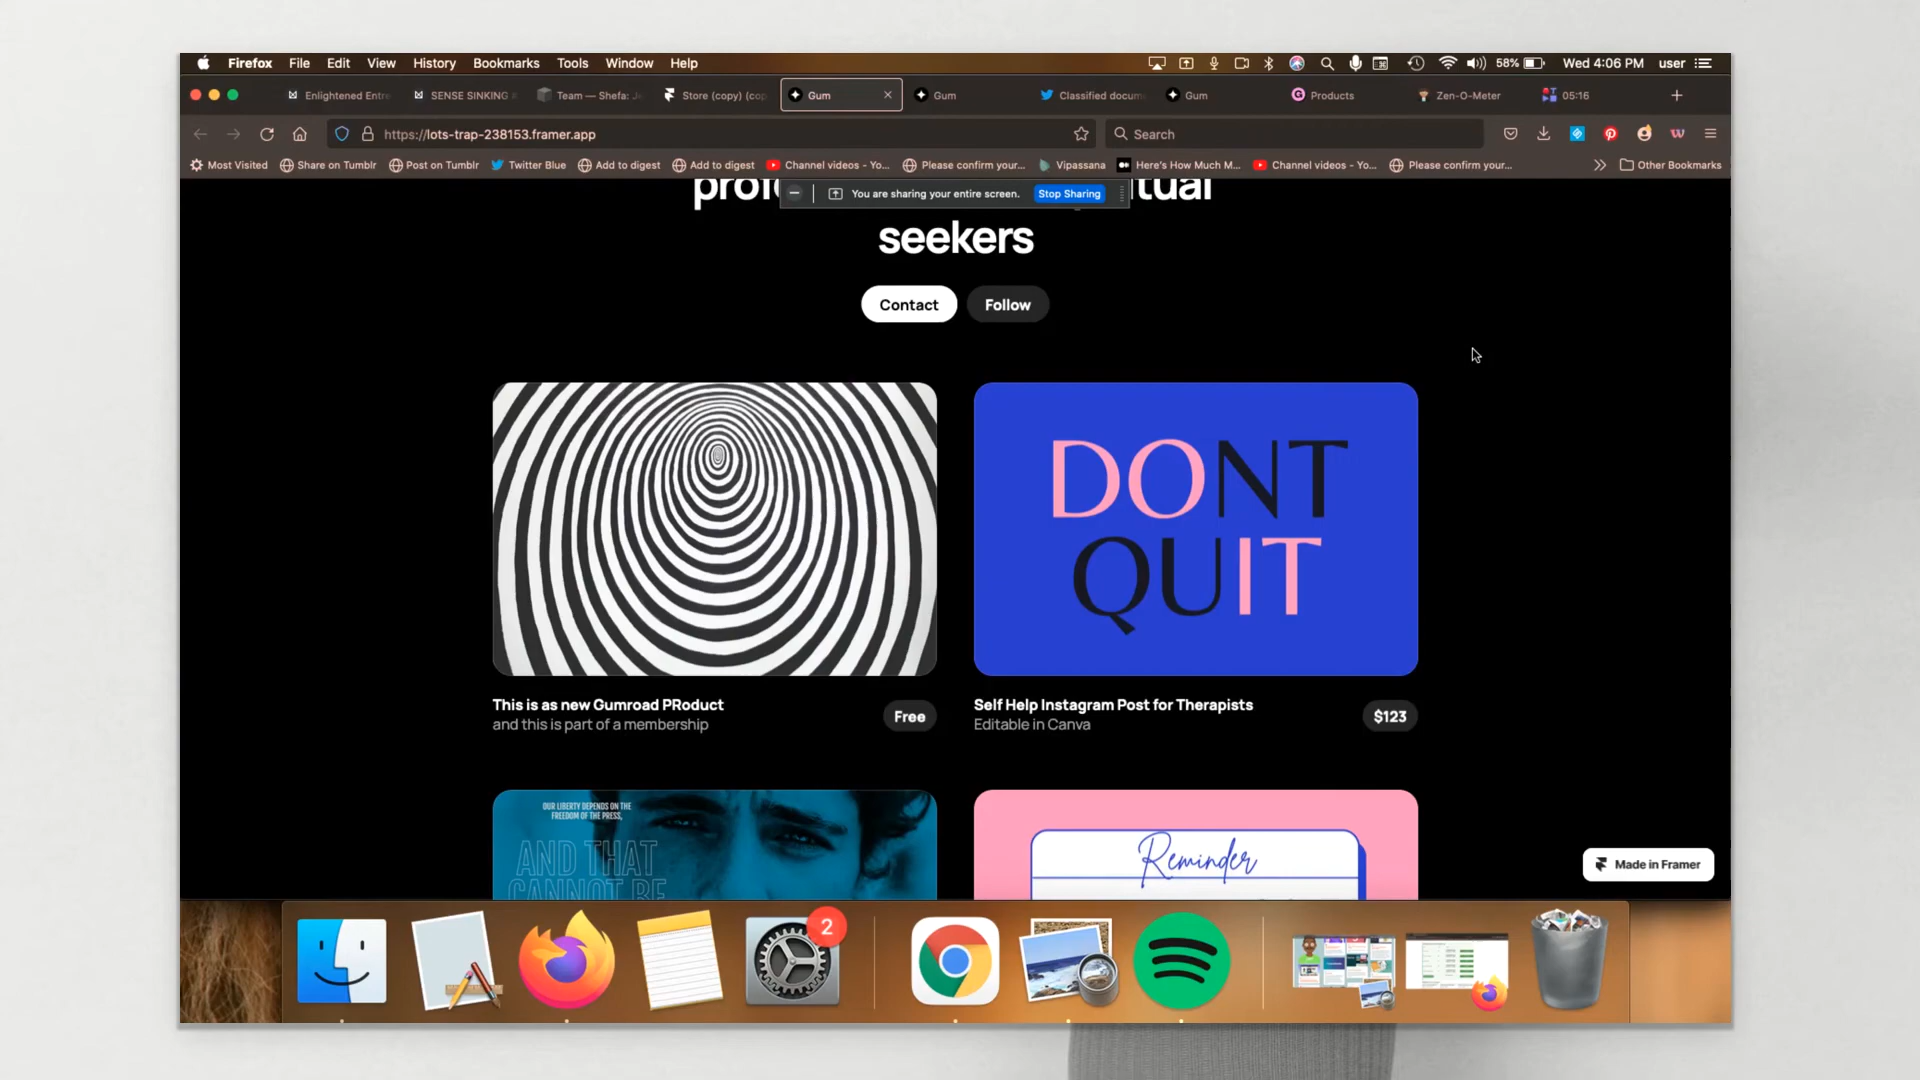 Firefox File Edit View History Bookmarks Tools Window Help 58% Wed 4:06 PM user
Enlightened Entre SENSE SINKING Team — Shefa: J Store (copy) (cop Gum Gum Classified docum Gum Products Zen-O-Meter 05:16
https://lots-trap-238153.framer.app Search
Most Visited Share on Tumblr Post on Tumblr Twitter Blue Add to digest Add to digest Channel videos - Yo... Please confirm your... Vipassana Here's How Much M... Channel videos - Yo... Please confirm your... Other Bookmarks
You are sharing your entire screen. Stop Sharing
seekers
Contact Follow
DONT
QUIT
This is as new Gumroad PRoduct
and this is part of a membership
Free
Self Help Instagram Post for Therapists
Editable in Canva
$123
OUR LIBERTY DEPENDS ON THE
FREEDOM OF THE PRESS,
AND THAT
CANNOT BE
Reminder
Made in Framer
2